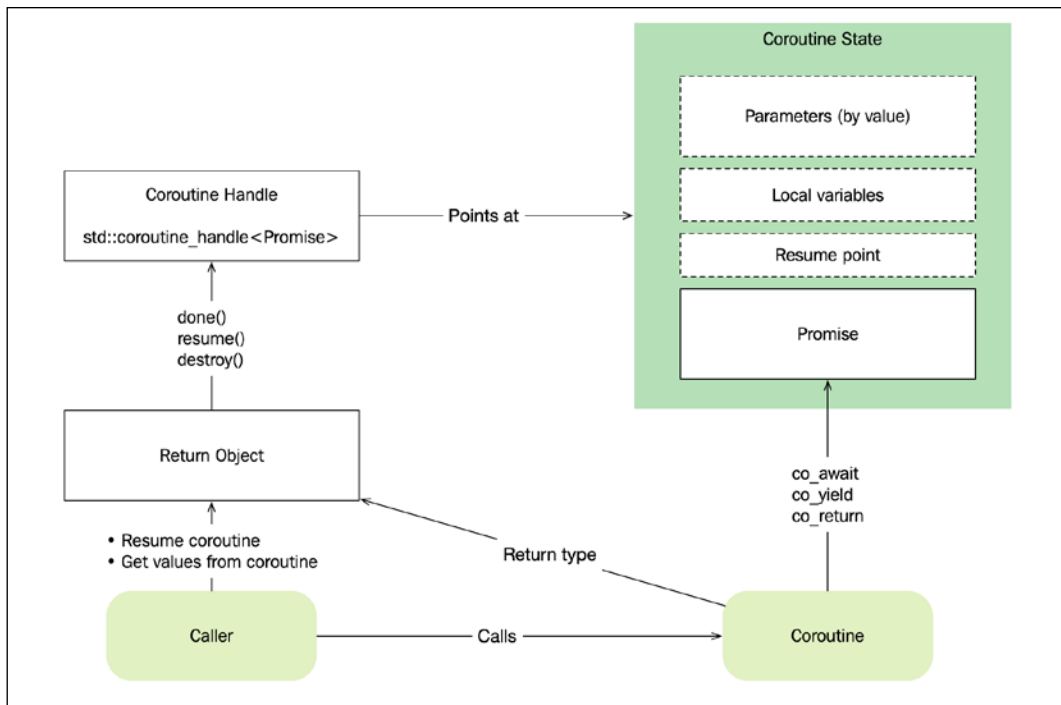 Coroutine State
Parameters (by value)
Local variables
Resume point
Promise
Coroutine Handle
std::coroutine_handle<Promise>
Points at
done()
resume()
destroy()
Return Object
co_await
co_yield
co_return
• Resume coroutine
• Get values from coroutine
Return type
Caller
Calls
Coroutine